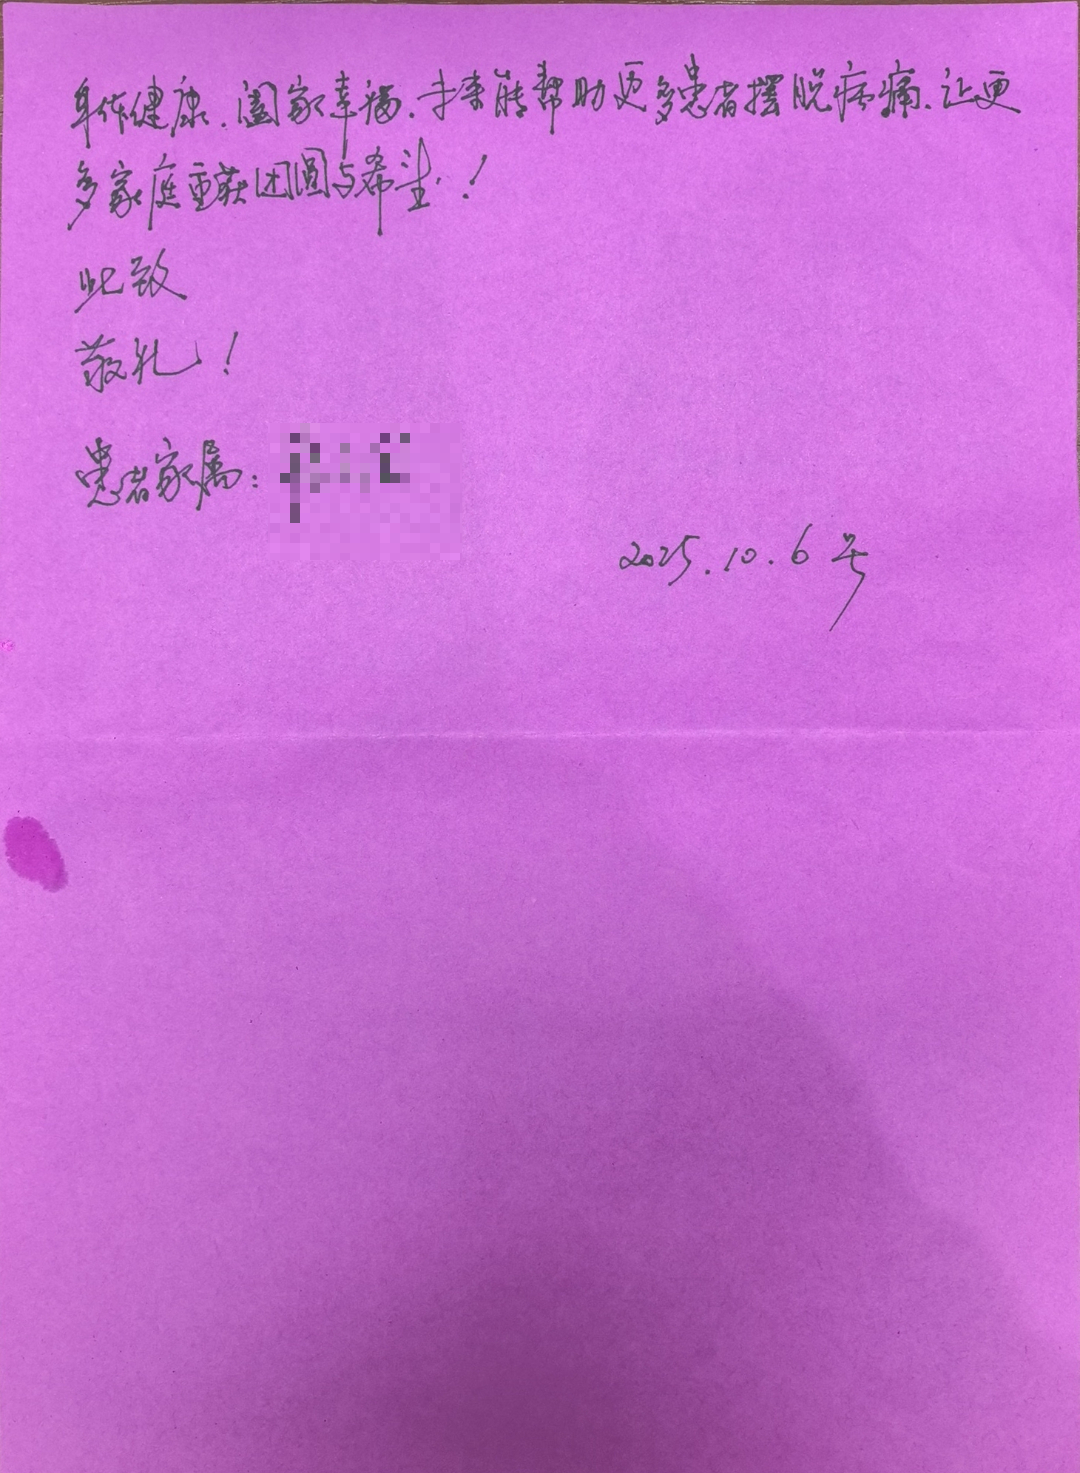 身体健康、阖家幸福,未来能帮助更多患者摆脱病痛、让更
多家庭重获团圆与希望!
此致
敬礼!
患者家属:
2025.10.6号